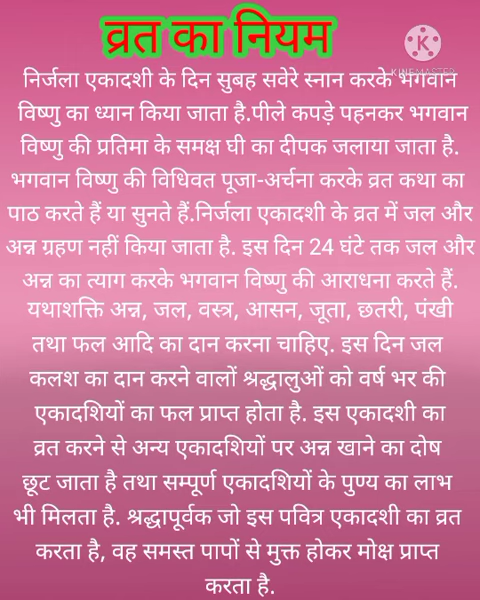 व्रत का नियम
KINEMASTER
निर्जला एकादशी के दिन सुबह सवेरे स्नान करके भगवान
विष्णु का ध्यान किया जाता है.पीले कपड़े पहनकर भगवान
विष्णु की प्रतिमा के समक्ष घी का दीपक जलाया जाता है.
भगवान विष्णु की विधिवत पूजा-अर्चना करके व्रत कथा का
पाठ करते हैं या सुनते हैं.निर्जला एकादशी के व्रत में जल और
अन्न ग्रहण नहीं किया जाता है. इस दिन 24 घंटे तक जल और
अन्न का त्याग करके भगवान विष्णु की आराधना करते हैं.
यथाशक्ति अन्न, जल, वस्त्र, आसन, जूता, छतरी, पंखी
तथा फल आदि का दान करना चाहिए. इस दिन जल
कलश का दान करने वालों श्रद्धालुओं को वर्ष भर की
एकादशियों का फल प्राप्त होता है. इस एकादशी का
व्रत करने से अन्य एकादशियों पर अन्न खाने का दोष
छूट जाता है तथा सम्पूर्ण एकादशियों के पुण्य का लाभ
भी मिलता है. श्रद्धापूर्वक जो इस पवित्र एकादशी का व्रत
करता है, वह समस्त पापों से मुक्त होकर मोक्ष प्राप्त
करता है.